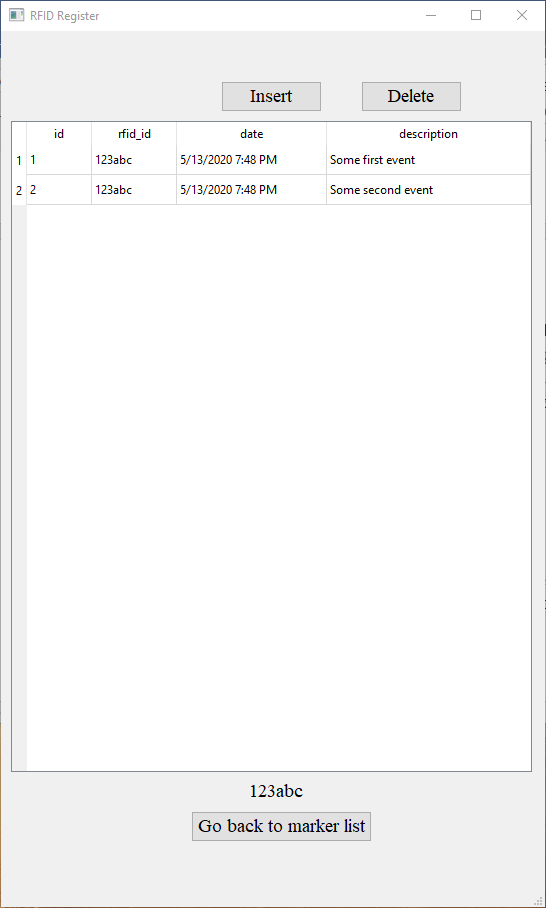 RFID Register
Insert Delete
id rfid_id date description
1 1 123abc 5/13/2020 7:48 PM Some first event
2 2 123abc 5/13/2020 7:48 PM Some second event
123abc
Go back to marker list